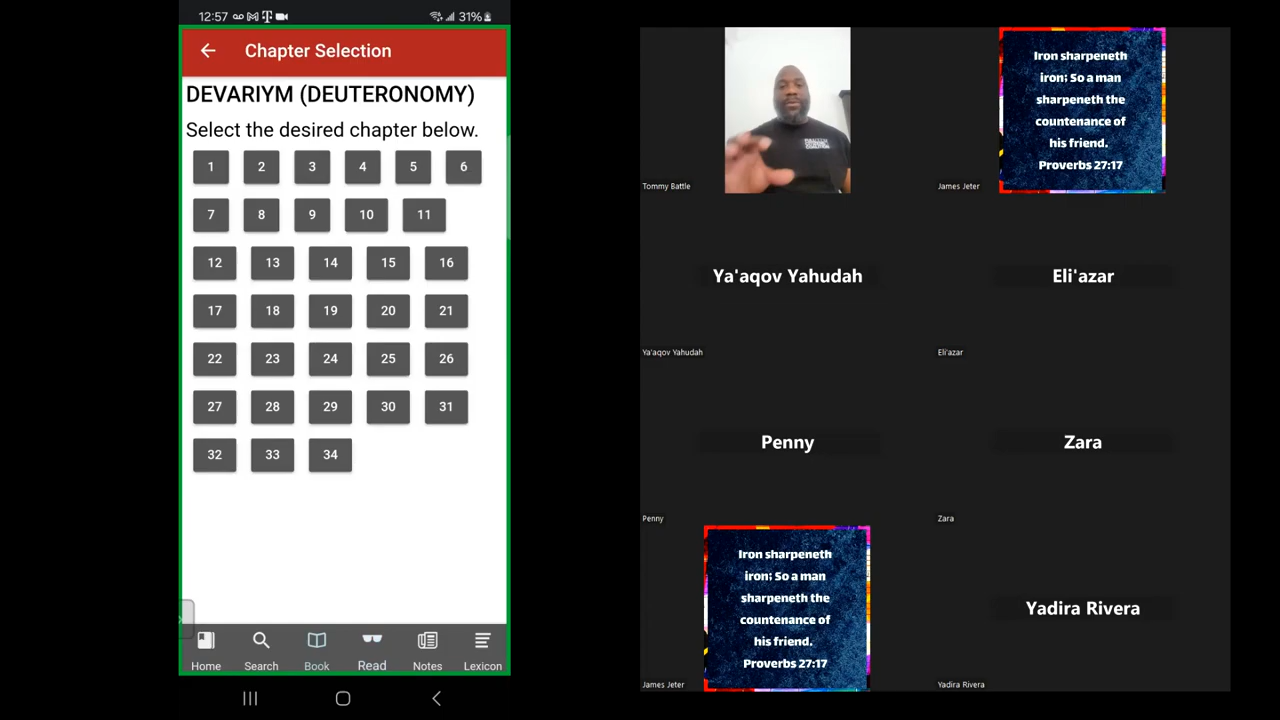 12:57
31%
Chapter Selection
DEVARIYM (DEUTERONOMY)
Select the desired chapter below.
1 2 3 4 5 6
7 8 9 10 11
12 13 14 15 16
17 18 19 20 21
22 23 24 25 26
27 28 29 30 31
32 33 34
Home Search Book Read Notes Lexicon
Tommy Battle
Iron sharpeneth
iron; So a man
sharpeneth the
countenance of
his friend.
Proverbs 27:17
James Jeter
Ya'aqov Yahudah
Ya'aqov Yahudah
Eli'azar
Eli'azar
Penny
Penny
Zara
Zara
Iron sharpeneth
iron; So a man
sharpeneth the
countenance of
his friend.
Proverbs 27:17
James Jeter
Yadira Rivera
Yadira Rivera